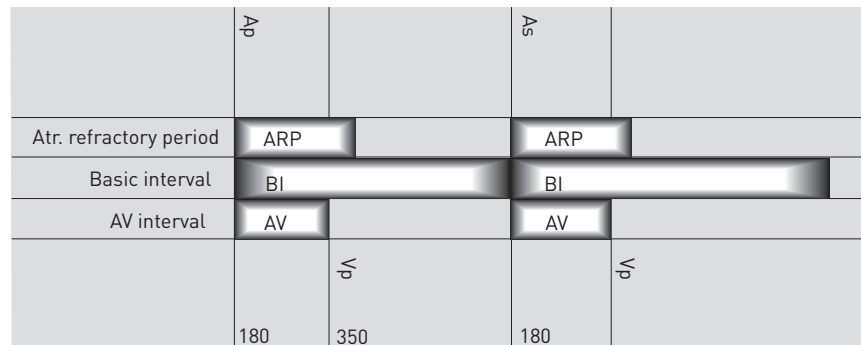 Ap As
Atr. refractory period ARP ARP
Basic interval BI BI
AV interval AV AV
Vp Vp
180 350 180